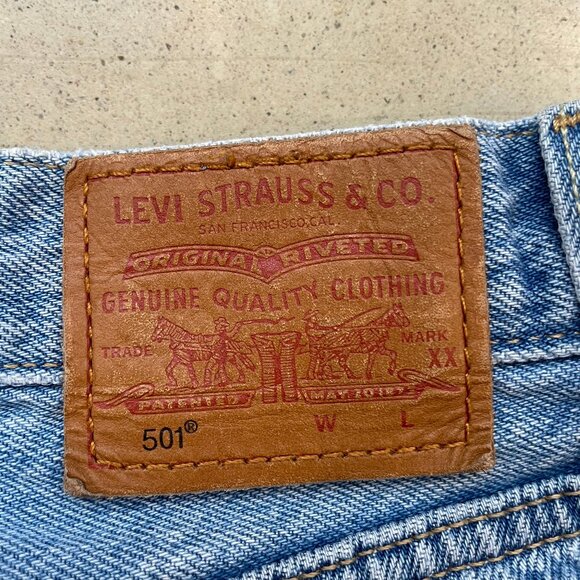 LEVI STRAUSS & CO.
SAN FRANCISCO, CAL.
ORIGINAL RIVETED
GENUINE QUALITY CLOTHING
TRADE MARK
XX
PATENTED MAY 20 1873
501® W L